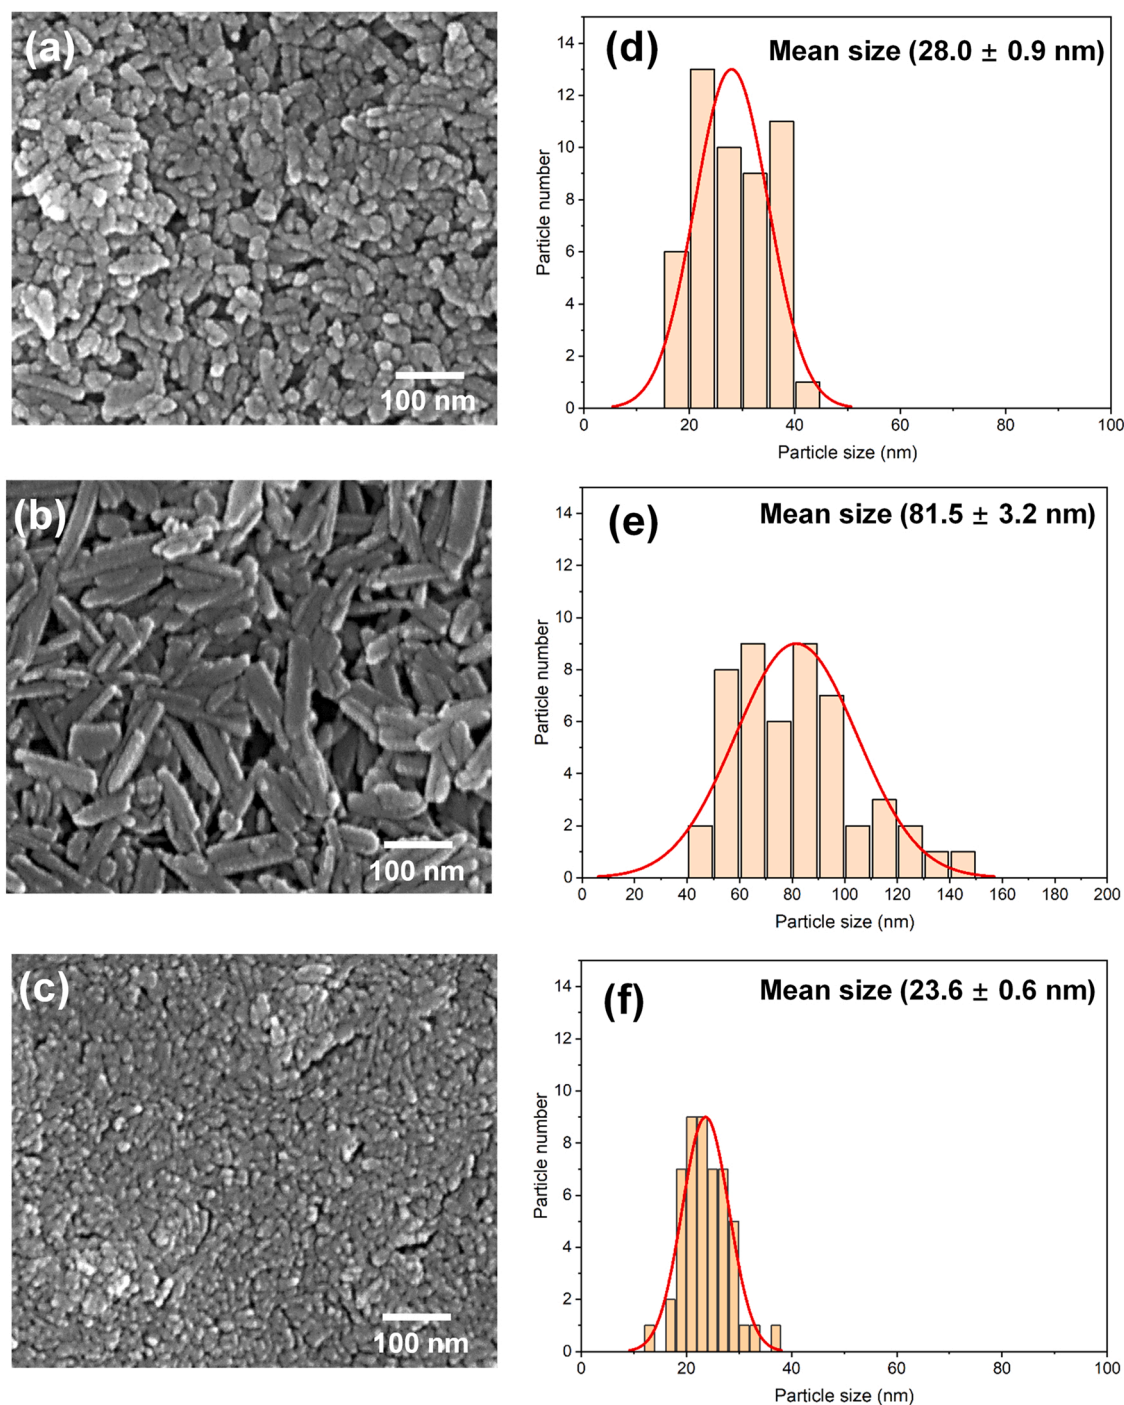 (a)
100 nm
(d)
Mean size (28.0 ± 0.9 nm)
14
12
10
8
6
4
2
0
0 20 40 60 80 100
Particle number
Particle size (nm)
(b)
100 nm
(e)
Mean size (81.5 ± 3.2 nm)
14
12
10
8
6
4
2
0
0 20 40 60 80 100 120 140 160 180 200
Particle number
Particle size (nm)
(c)
100 nm
(f)
Mean size (23.6 ± 0.6 nm)
14
12
10
8
6
4
2
0
0 20 40 60 80 100
Particle number
Particle size (nm)